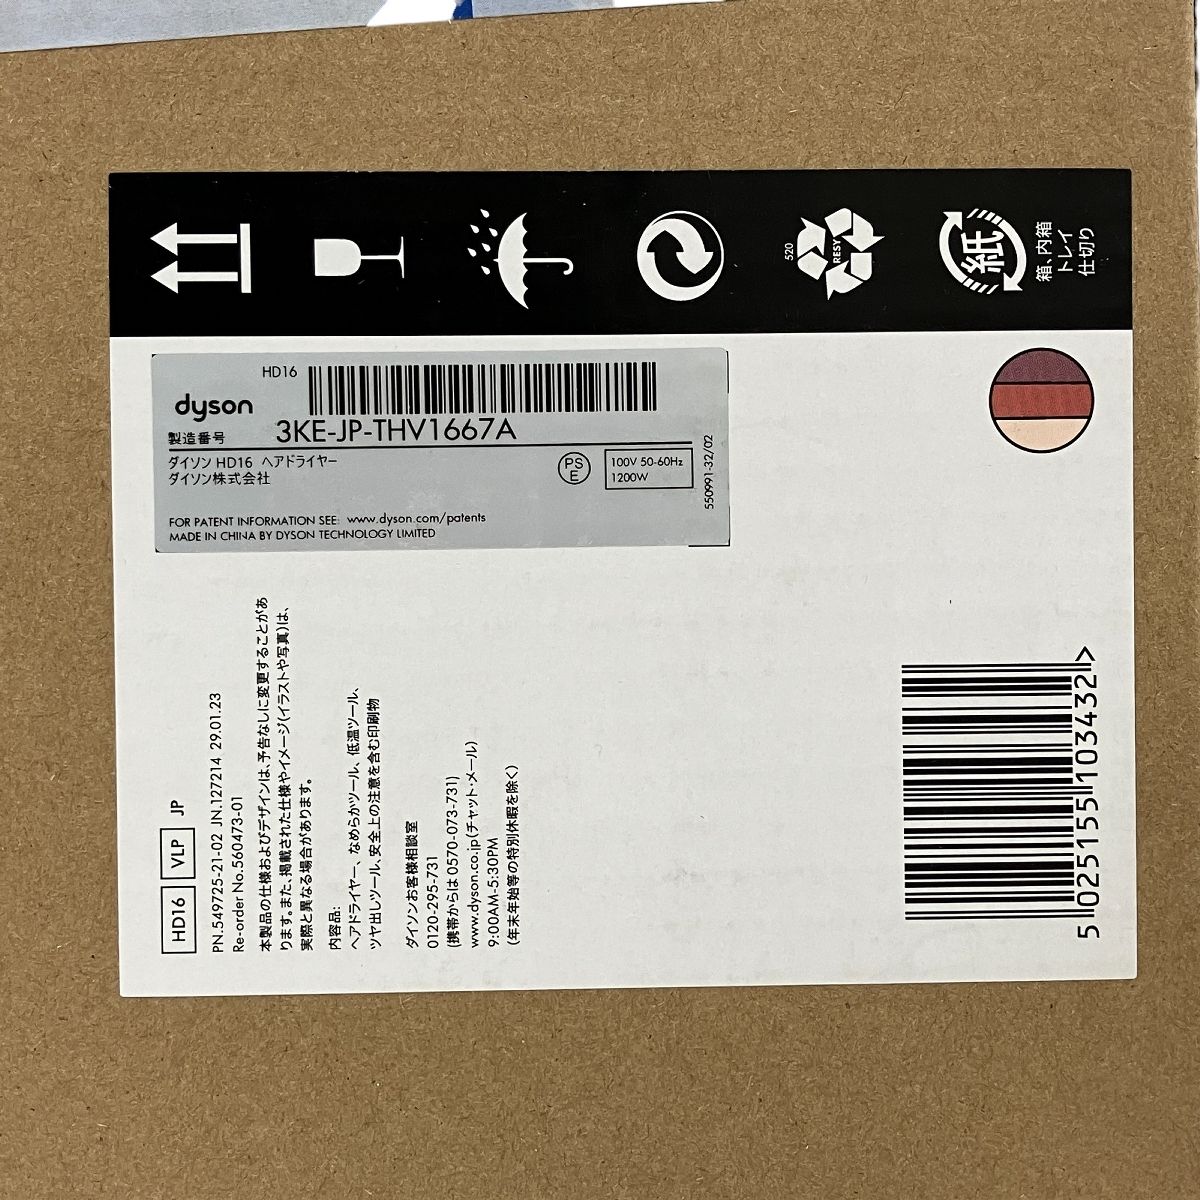 520
RESY
紙
箱、内箱
トレイ
仕切り
HD16
dyson
製造番号
3KE-JP-THV1667A
ダイソン HD16 ヘアドライヤー
ダイソン株式会社
PS
E
100V 50-60Hz
1200W
550991-32/02
FOR PATENT INFORMATION SEE: www.dyson.com/patents
MADE IN CHINA BY DYSON TECHNOLOGY LIMITED
HD16 VLP JP
PN.549725-21-02 JN.127214 29.01.23
Re-order No.560473-01
本製品の仕様およびデザインは、予告なしに変更することがあ
ります。また、掲載された仕様やイメージ(イラストや写真)は、
実際と異なる場合があります。
内容品:
ヘアドライヤー、なめらかツール、低温ツール、
ツヤ出しツール、安全上の注意を含む印刷物
ダイソンお客様相談室
0120-295-731
(携帯からは 0570-073-731)
www.dyson.co.jp(チャット・メール)
9:00AM-5:30PM
(年末年始等の特別休暇を除く)
5 025155 103432 >